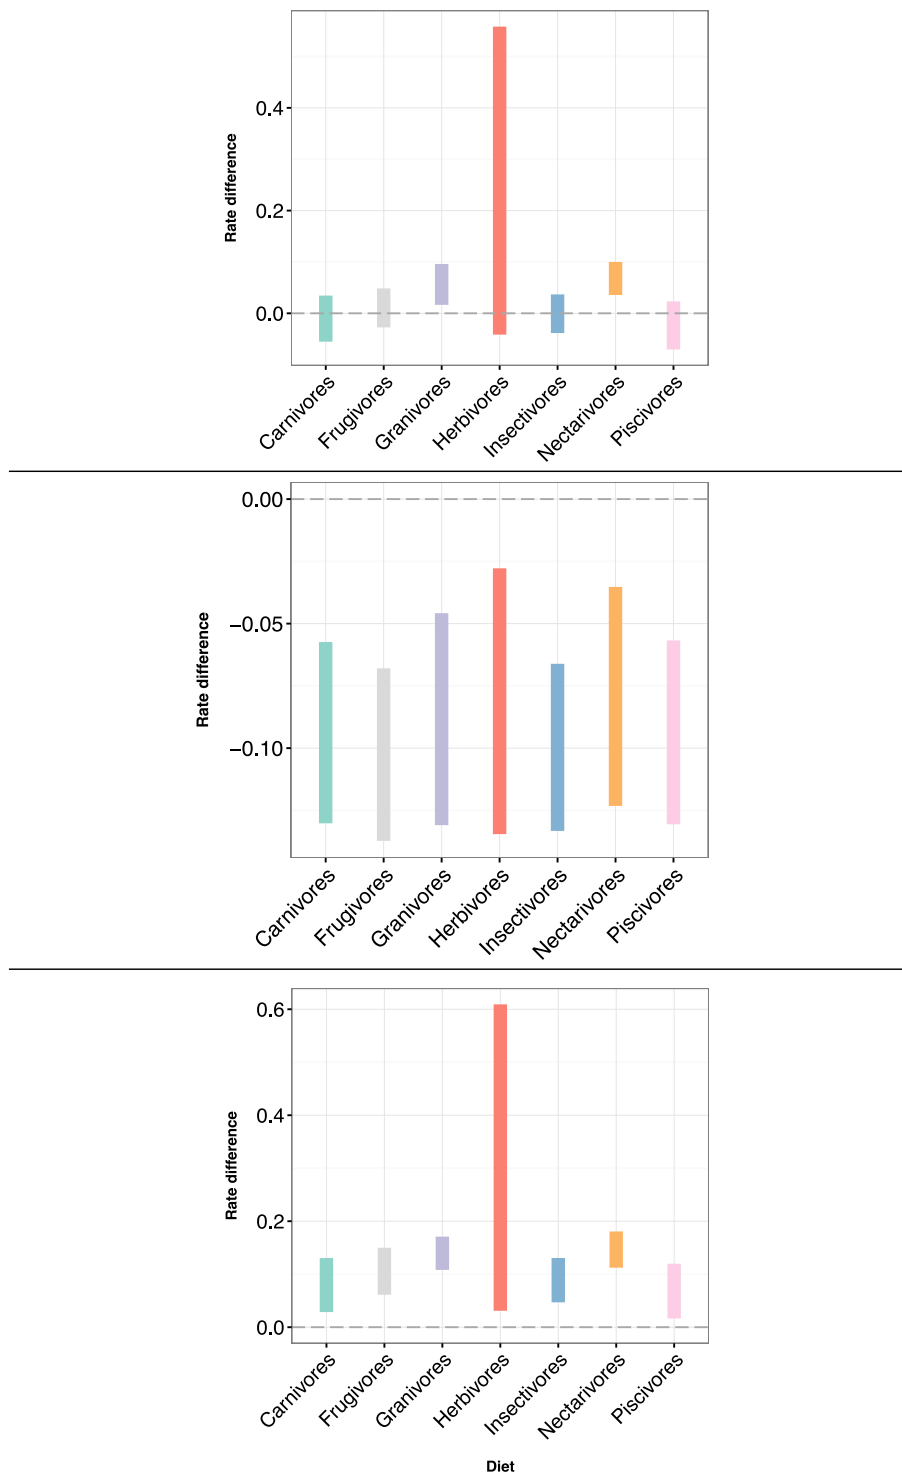 Rate difference
0.4
0.2
0.0
Carnivores
Frugivores
Granivores
Herbivores
Insectivores
Nectarivores
Piscivores
Rate difference
0.00
−0.05
−0.10
Carnivores
Frugivores
Granivores
Herbivores
Insectivores
Nectarivores
Piscivores
Rate difference
0.6
0.4
0.2
0.0
Carnivores
Frugivores
Granivores
Herbivores
Insectivores
Nectarivores
Piscivores
Diet